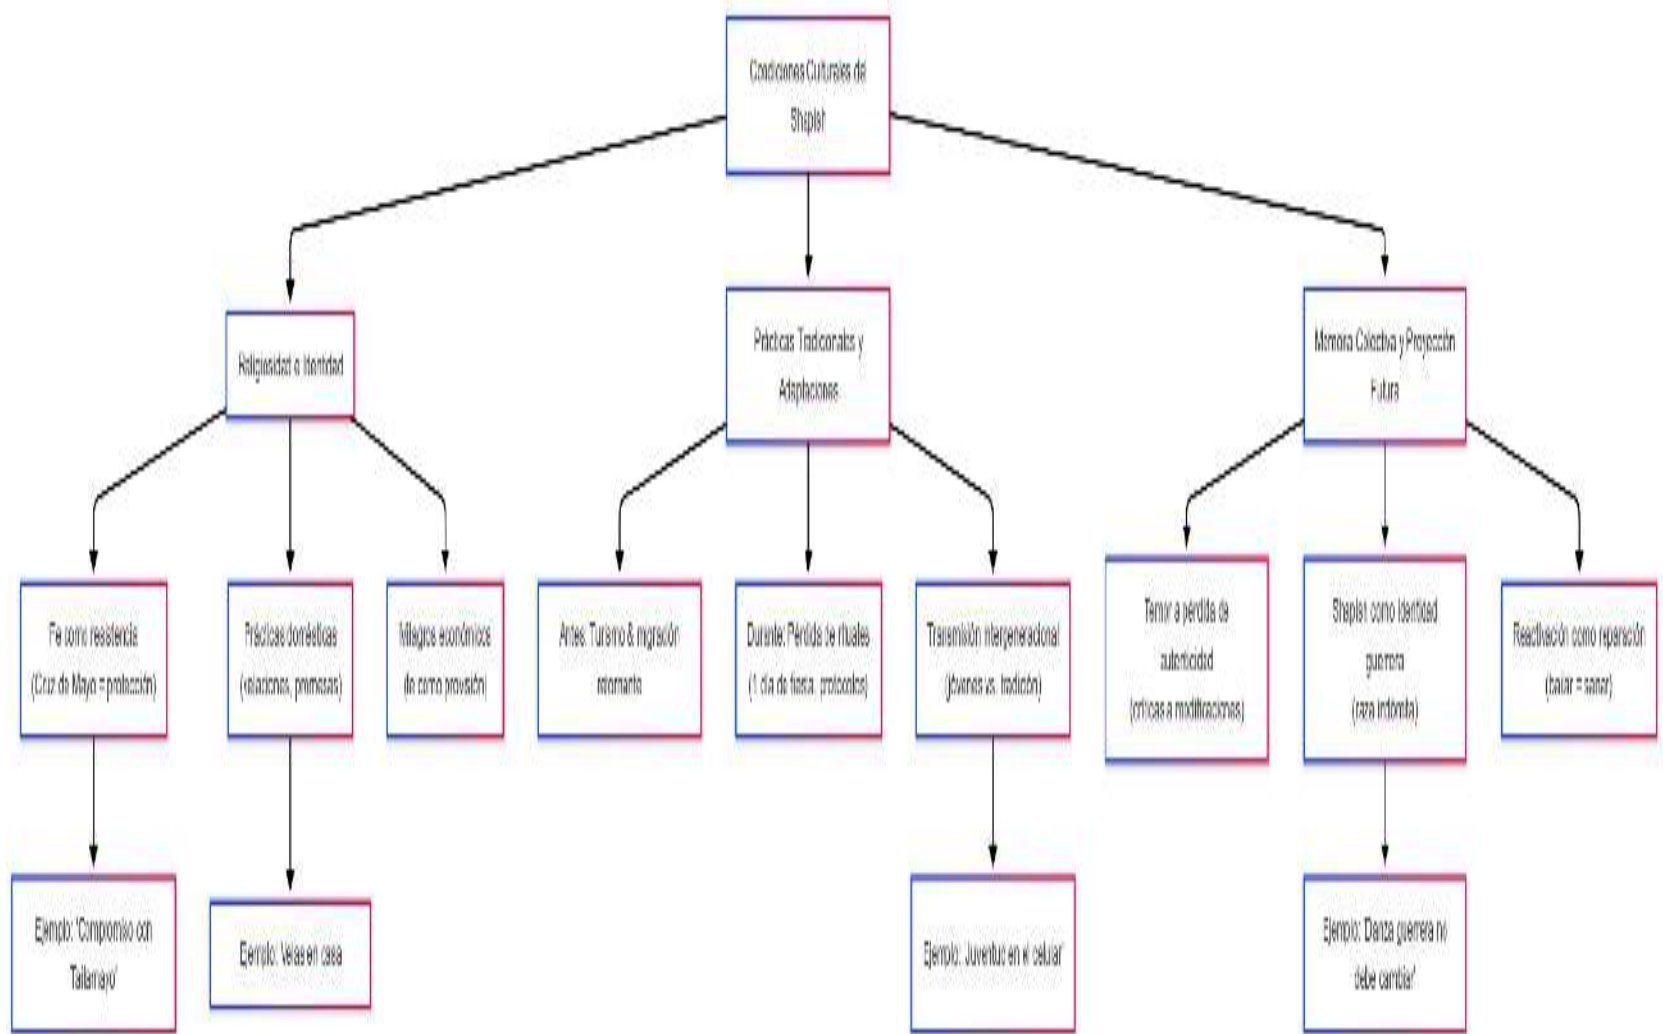 Condiciones Culturales del
Shapish
Religiosidad e Identidad
Prácticas Tradicionales y
Adaptaciones
Memoria Colectiva y Proyección
Futura
Fe como resistencia
(Cruz de Mayo = protección)
Prácticas domésticas
(velaciones, promesas)
Milagros económicos
(fe como provisión)
Antes: Turismo & migración
retornante
Durante: Pérdida de rituales
(1 día de fiesta, protocolos)
Transmisión intergeneracional
(jóvenes vs. tradición)
Temor a pérdida de
autenticidad
(críticas a modificaciones)
Shapish como identidad
guerrera
(raza indómita)
Reactivación como reparación
(bailar = sanar)
Ejemplo: 'Compromiso con
Ejemplo: Velas en casa
Ejemplo: Juventud en el celular'
Ejemplo: Danza guerrera no
debe cambiar'